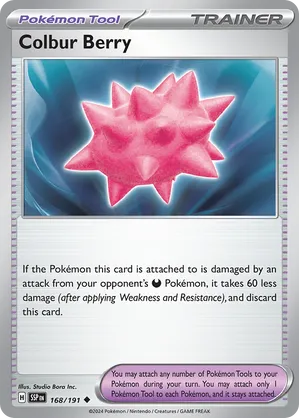 Pokémon Tool TRAINER
Colbur Berry
If the Pokémon this card is attached to is damaged by an
attack from your opponent's Pokémon, it takes 60 less
damage (after applying Weakness and Resistance), and discard
this card.
Illus. Studio Bora Inc.
H SSP EN 168/191
You may attach any number of Pokémon Tools to your
Pokémon during your turn. You may attach only 1
Pokémon Tool to each Pokémon, and it stays attached.
©2024 Pokémon / Nintendo / Creatures / GAME FREAK